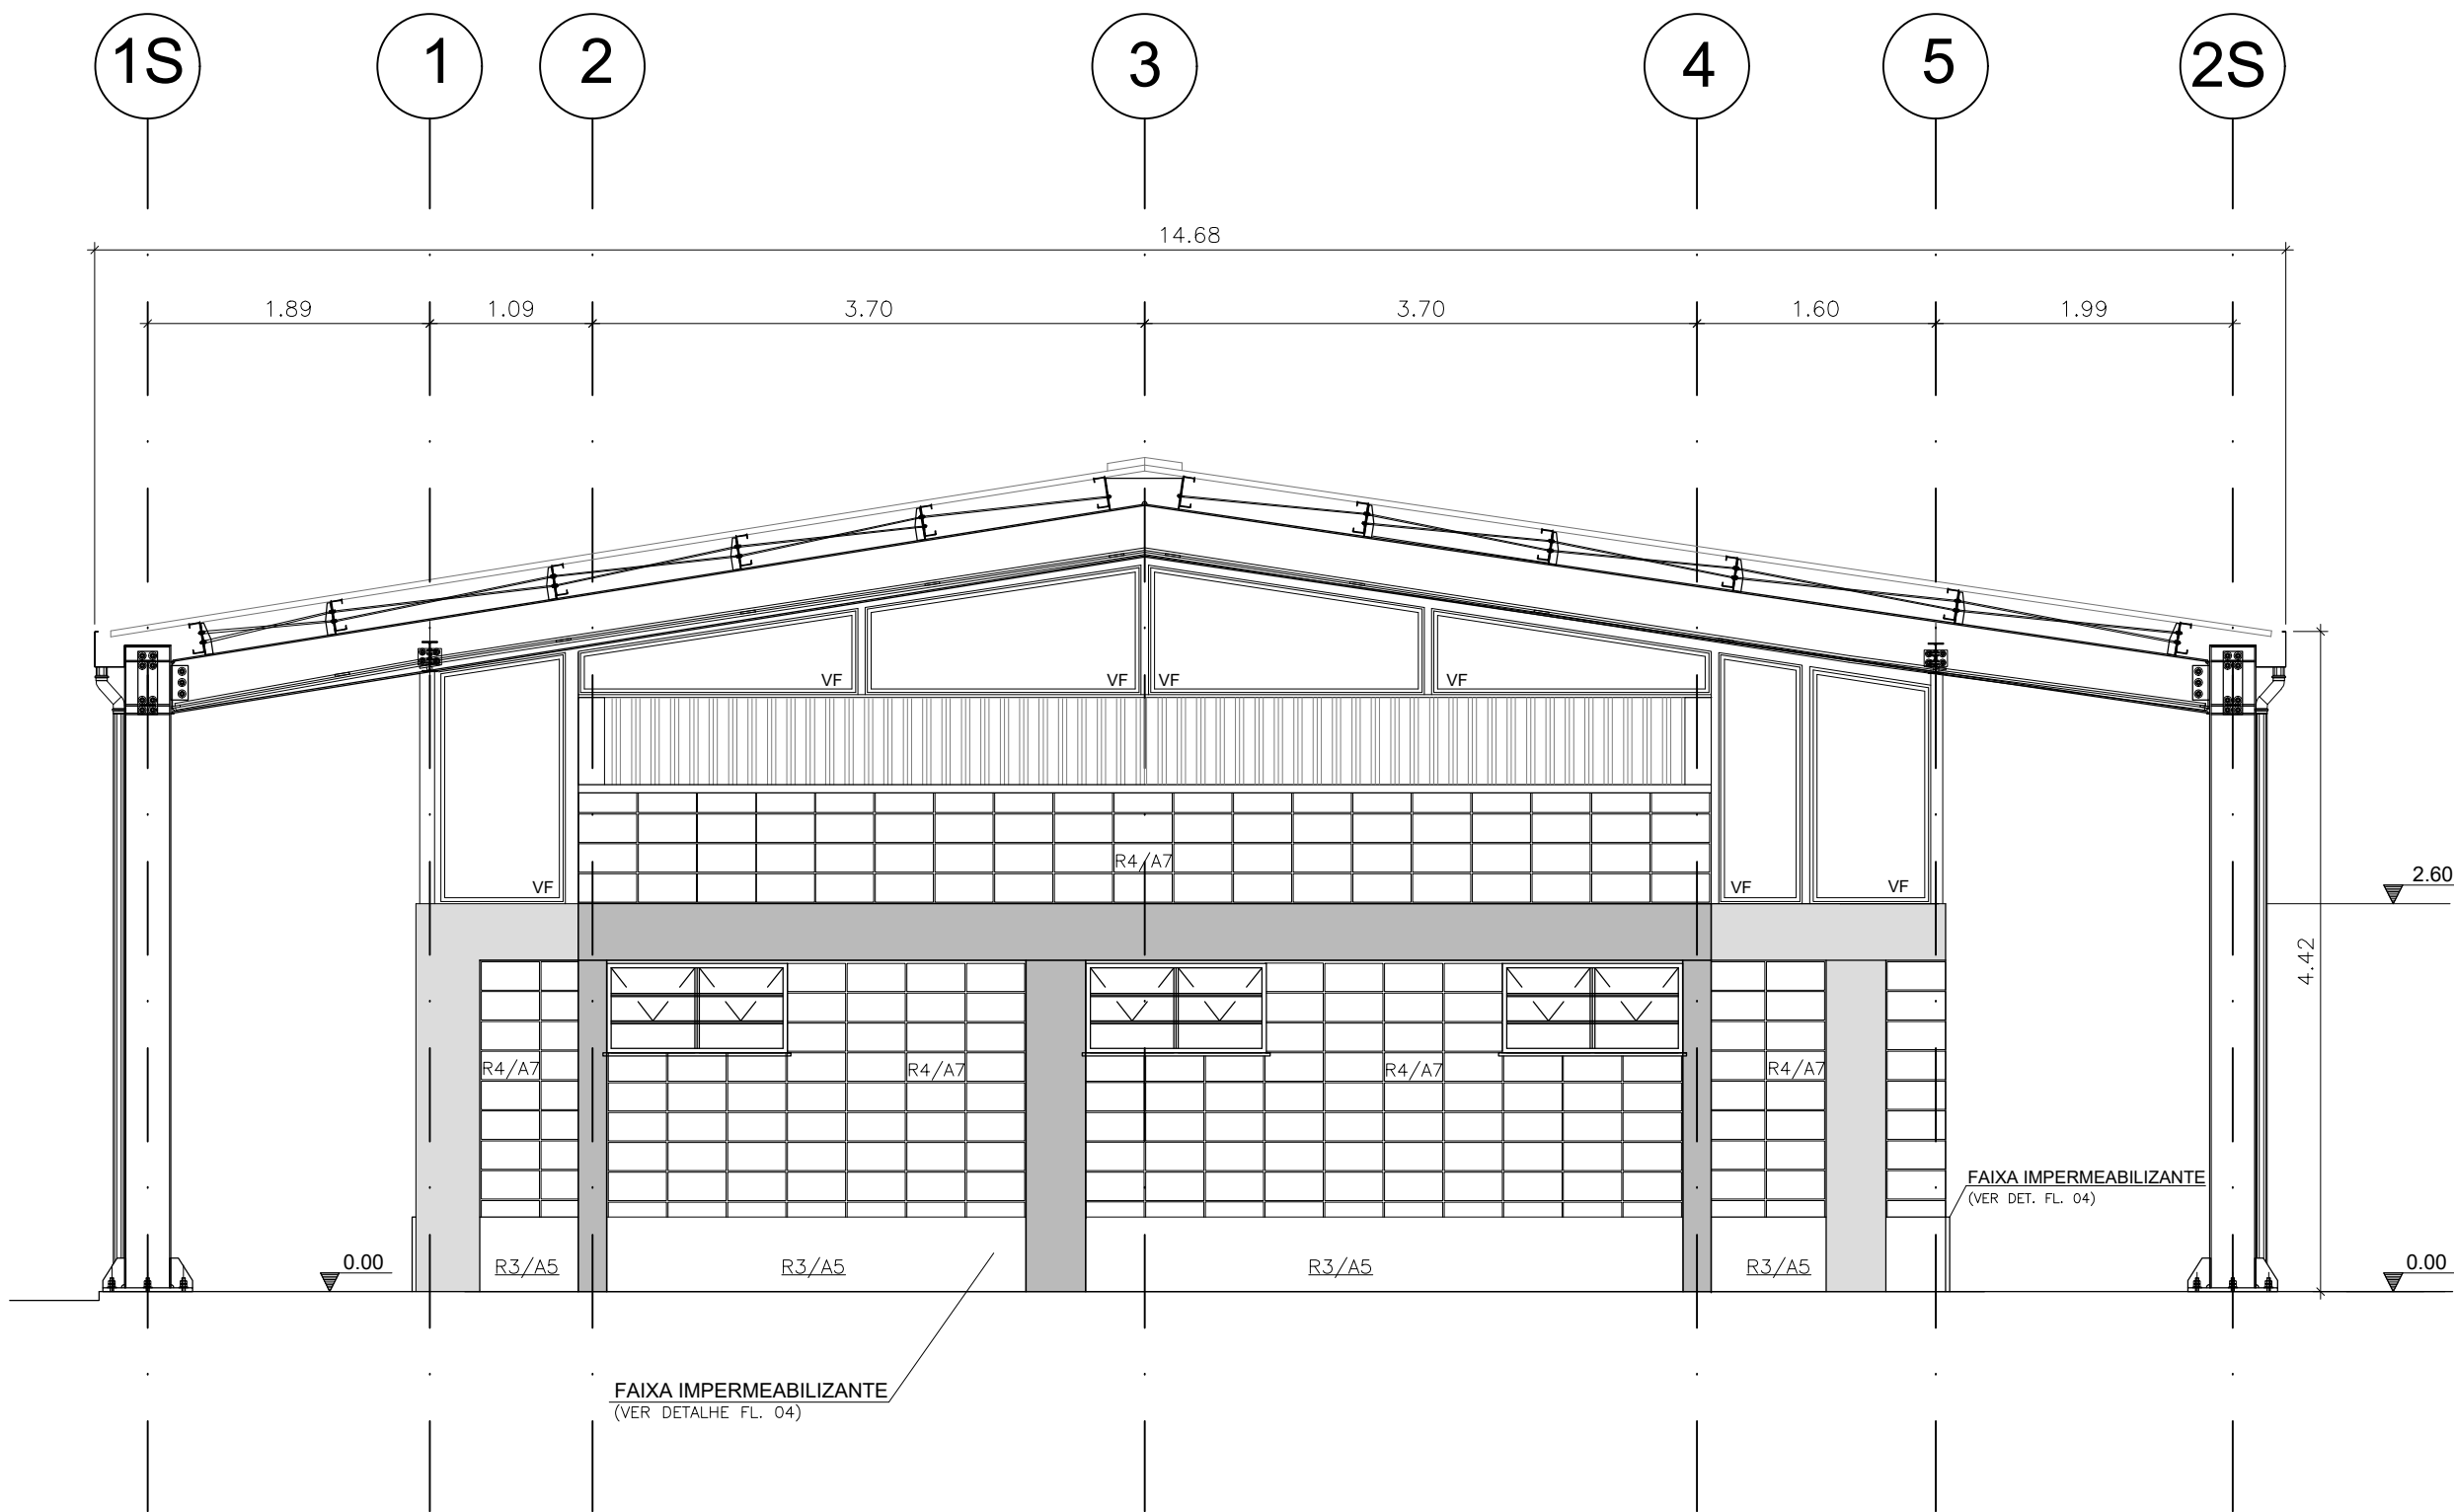 1S 1 2 3 4 5 2S
14.68
1.89 1.09 3.70 3.70 1.60 1.99
VF VF VF VF
R4/A7
VF VF VF
2.60
4.42
R4/A7 R4/A7 R4/A7 R4/A7
FAIXA IMPERMEABILIZANTE
(VER DET. FL. 04)
0.00 R3/A5 R3/A5 R3/A5 R3/A5 0.00
FAIXA IMPERMEABILIZANTE
(VER DETALHE FL. 04)